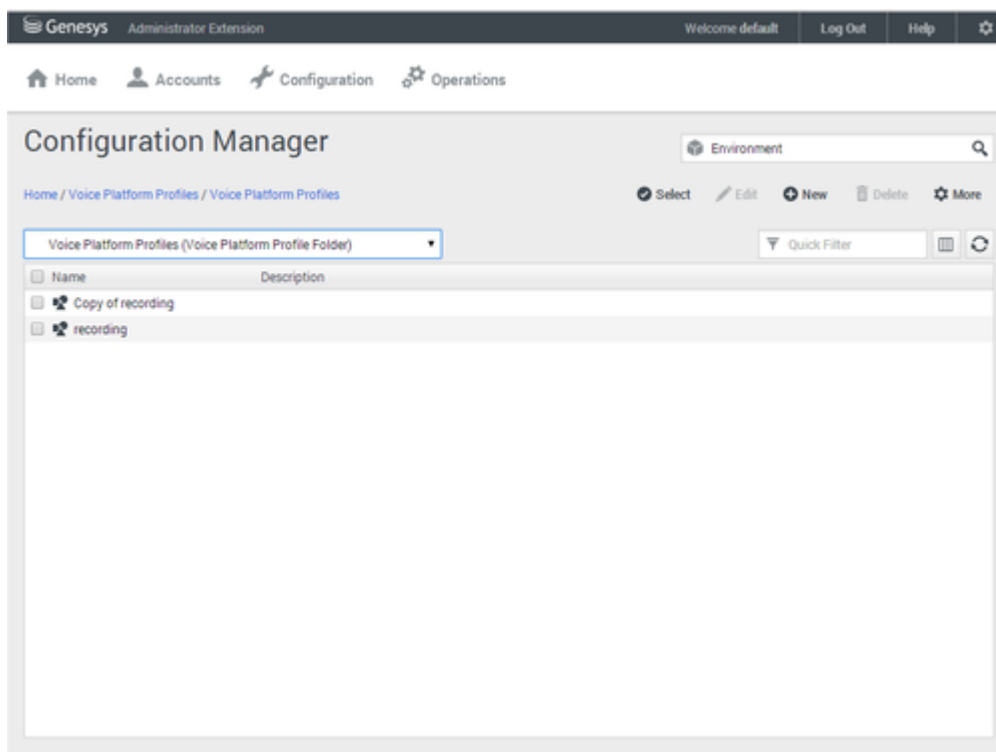 Genesys Administrator Extension Welcome default Log Out Help
Home Accounts Configuration Operations
Configuration Manager
Environment
Home / Voice Platform Profiles / Voice Platform Profiles
Select Edit New Delete More
Voice Platform Profiles (Voice Platform Profile Folder)
Quick Filter
Name Description
Copy of recording
recording